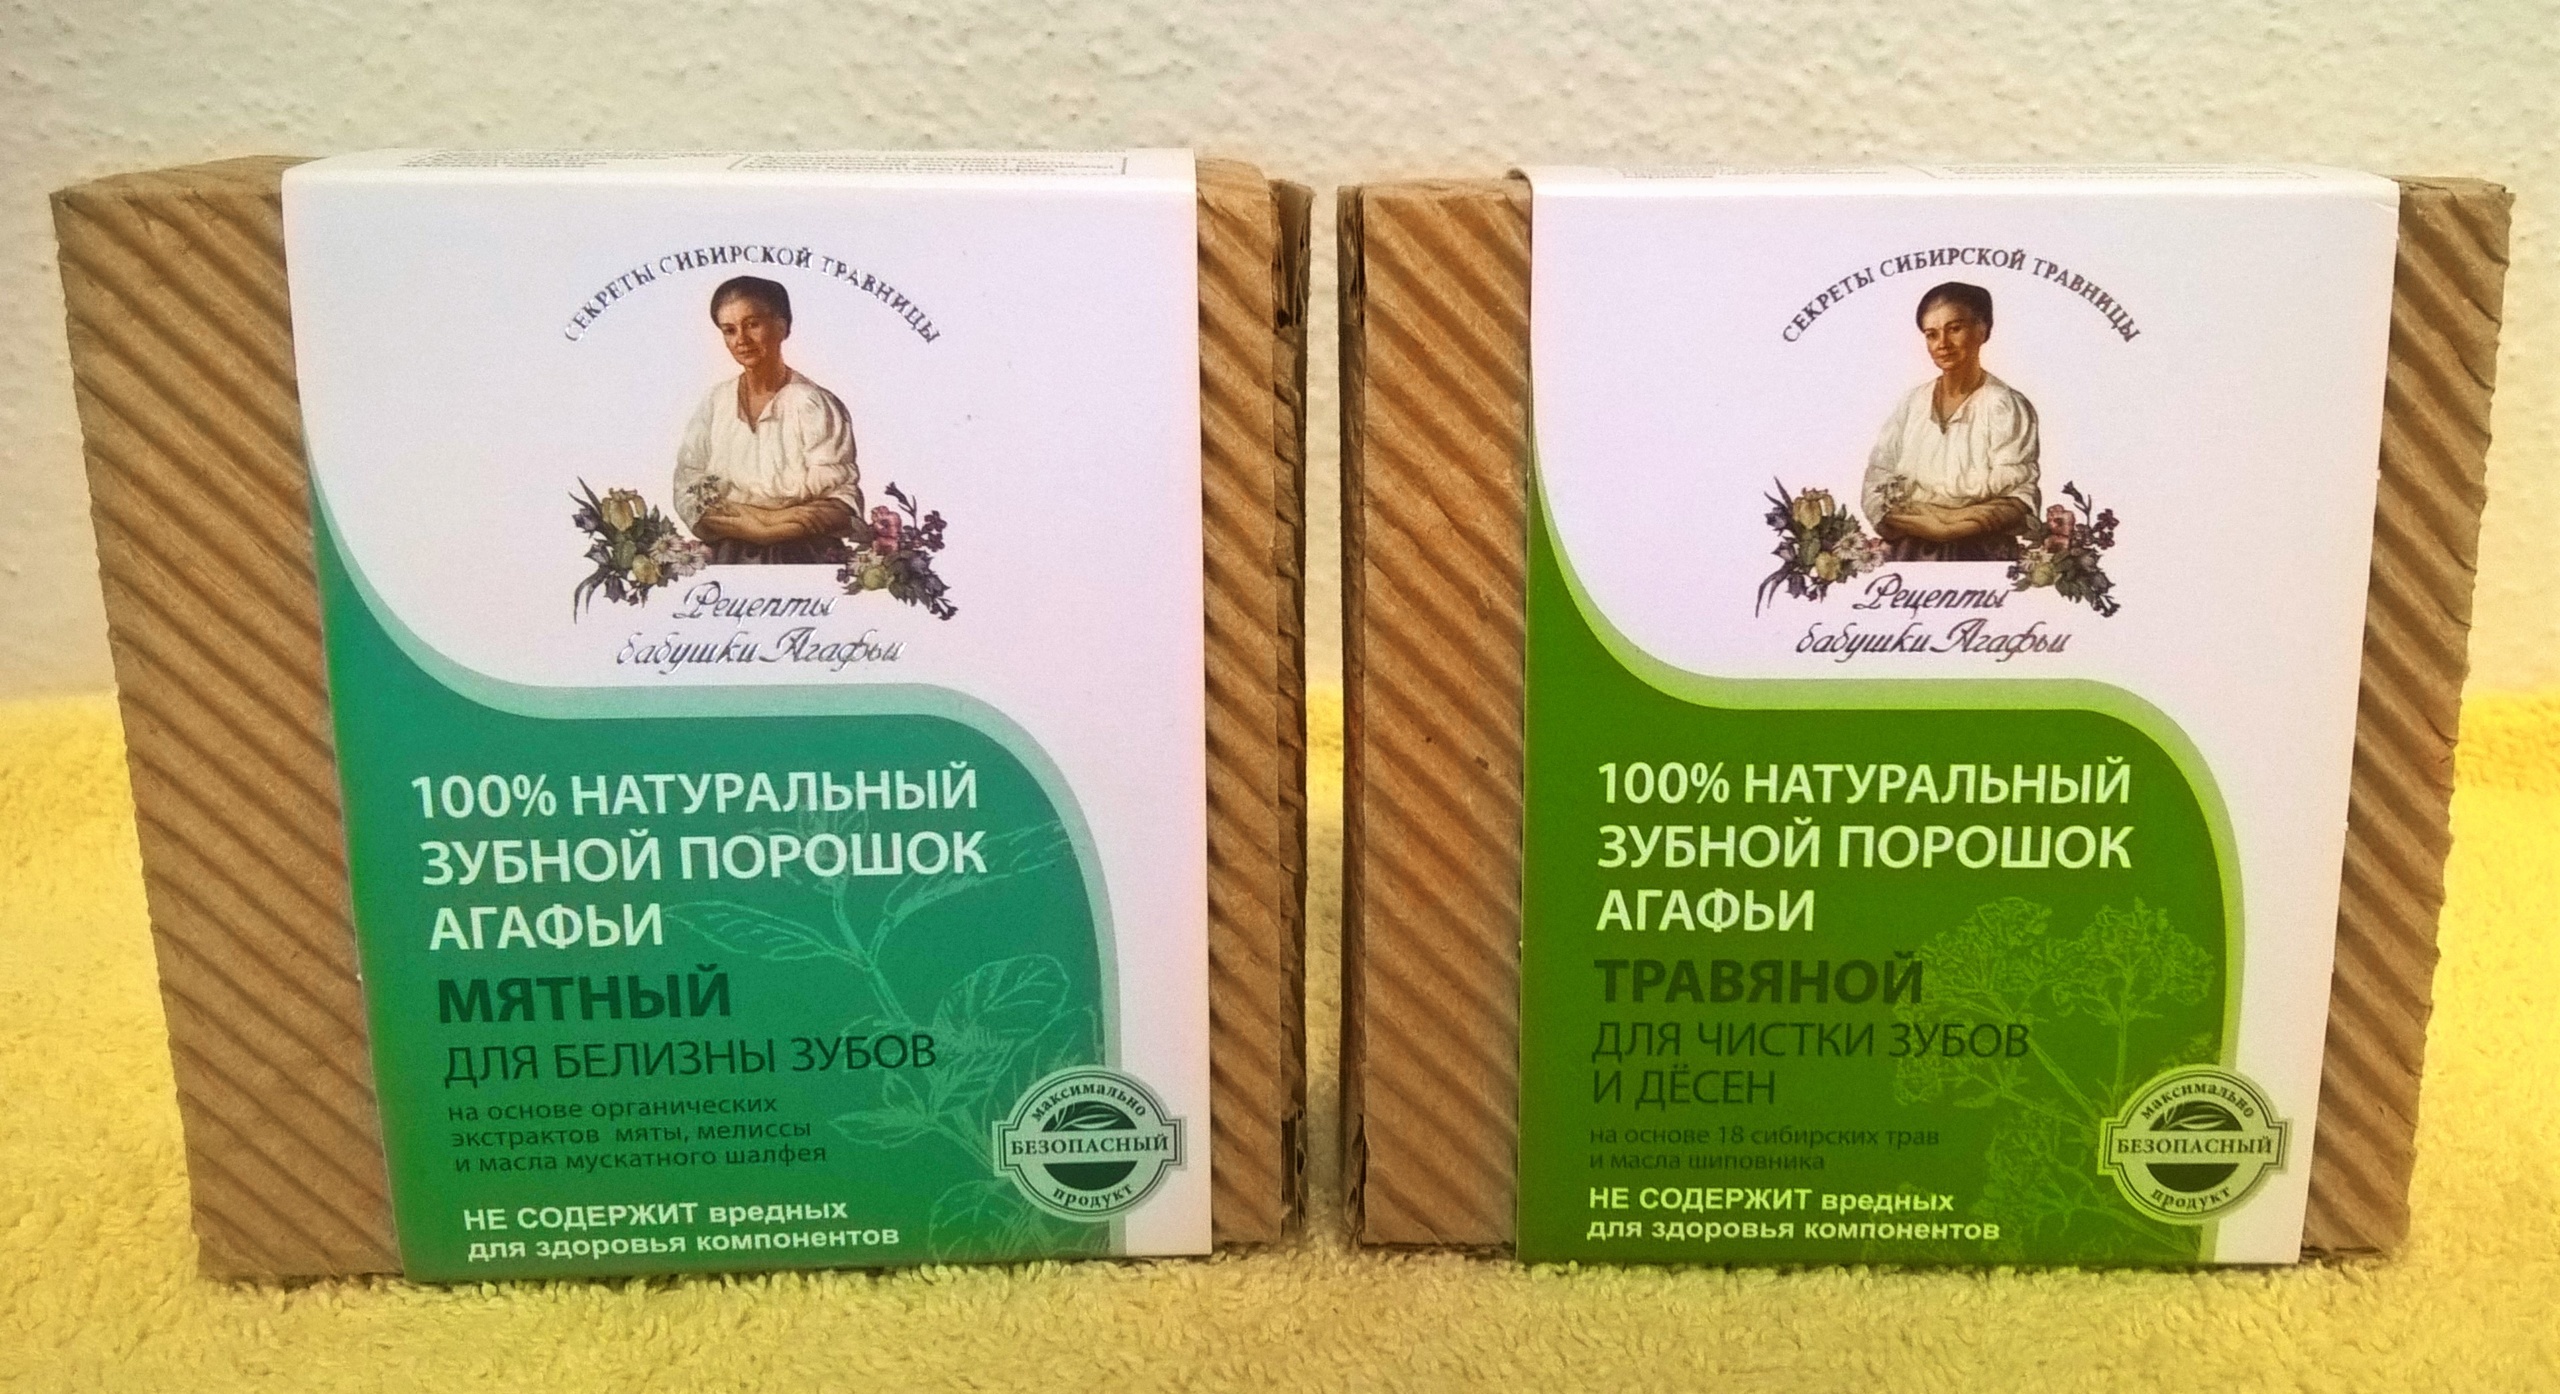 СЕКРЕТЫ СИБИРСКОЙ ТРАВНИЦЫ
Рецепты
бабушки Агафьи
100% НАТУРАЛЬНЫЙ
ЗУБНОЙ ПОРОШОК
АГАФЬИ
МЯТНЫЙ
ДЛЯ БЕЛИЗНЫ ЗУБОВ
на основе органических
экстрактов мяты, мелиссы
и масла мускатного шалфея
НЕ СОДЕРЖИТ вредных
для здоровья компонентов
максимально
БЕЗОПАСНЫЙ
продукт
СЕКРЕТЫ СИБИРСКОЙ ТРАВНИЦЫ
Рецепты
бабушки Агафьи
100% НАТУРАЛЬНЫЙ
ЗУБНОЙ ПОРОШОК
АГАФЬИ
ТРАВЯНОЙ
ДЛЯ ЧИСТКИ ЗУБОВ
И ДЁСЕН
на основе 18 сибирских трав
и масла шиповника
НЕ СОДЕРЖИТ вредных
для здоровья компонентов
максимально
БЕЗОПАСНЫЙ
продукт